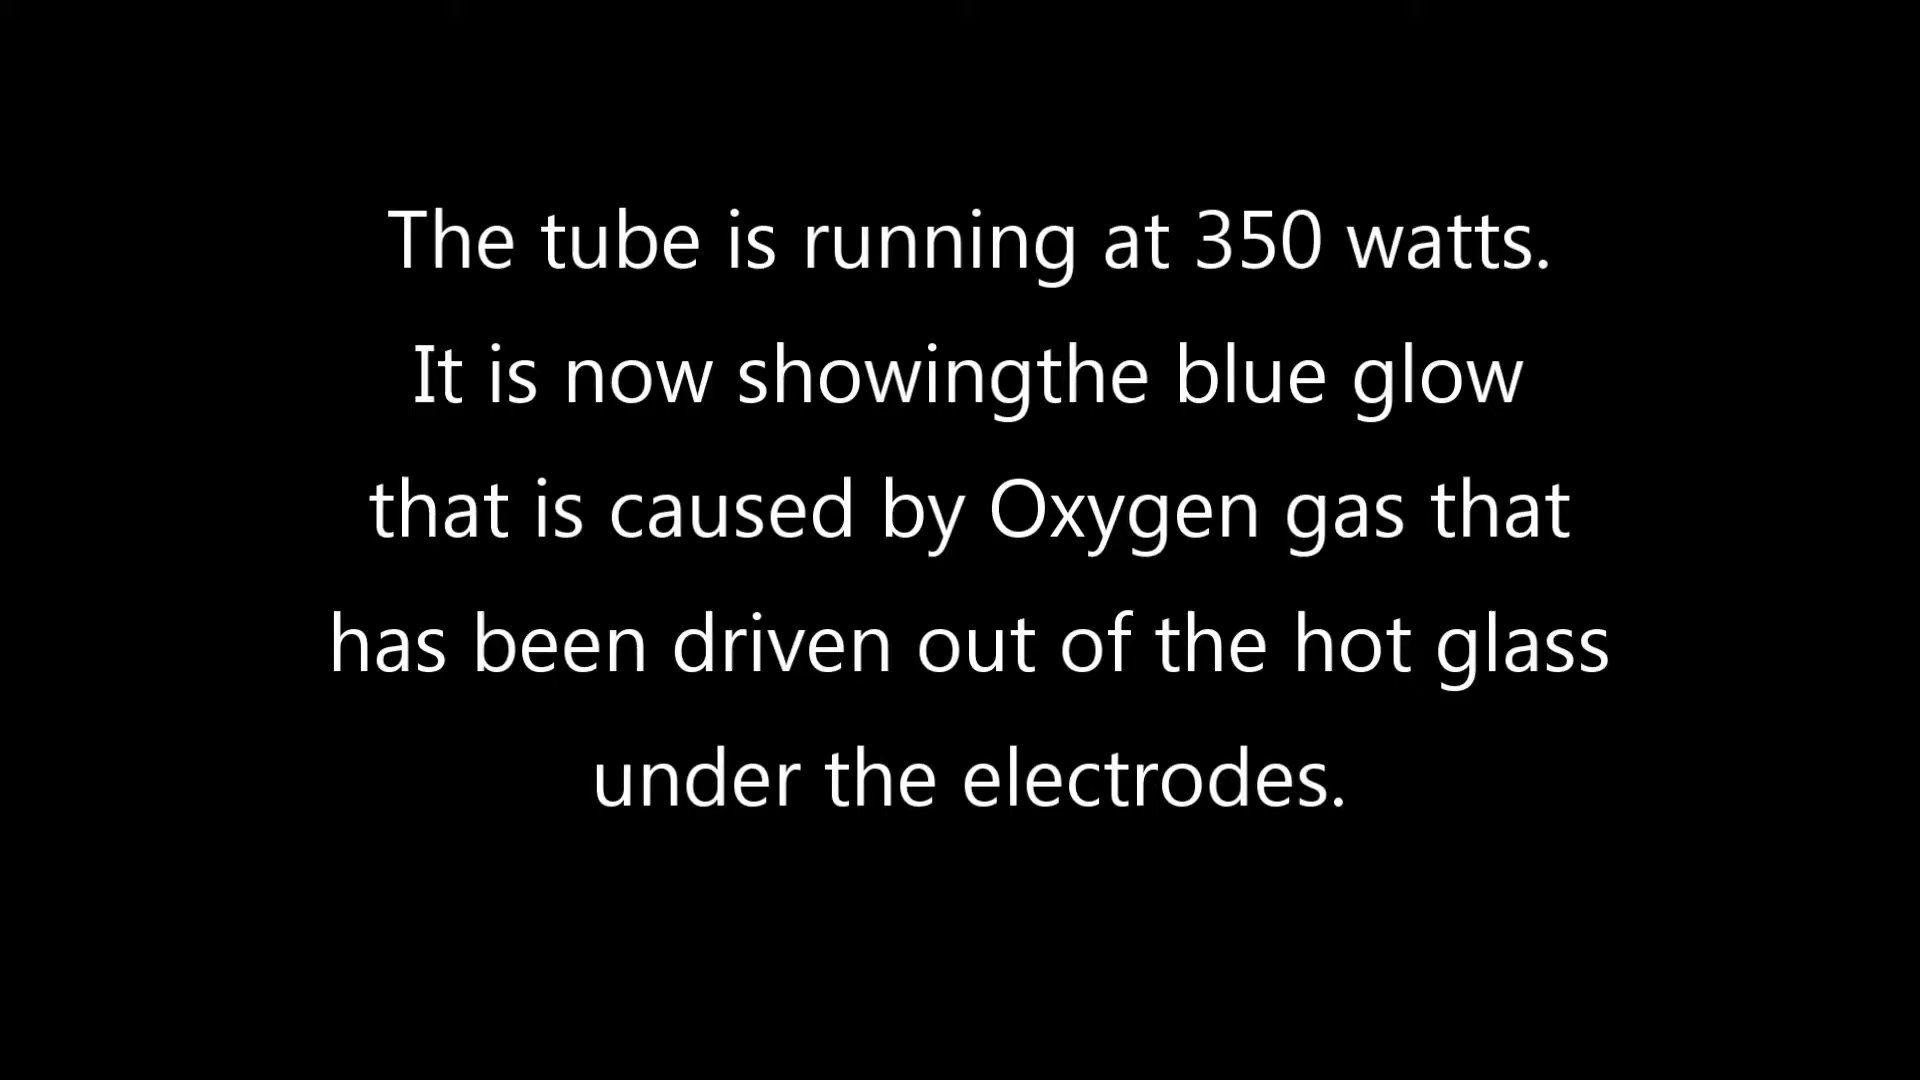 The tube is running at 350 watts.
It is now showingthe blue glow
that is caused by Oxygen gas that
has been driven out of the hot glass
under the electrodes.